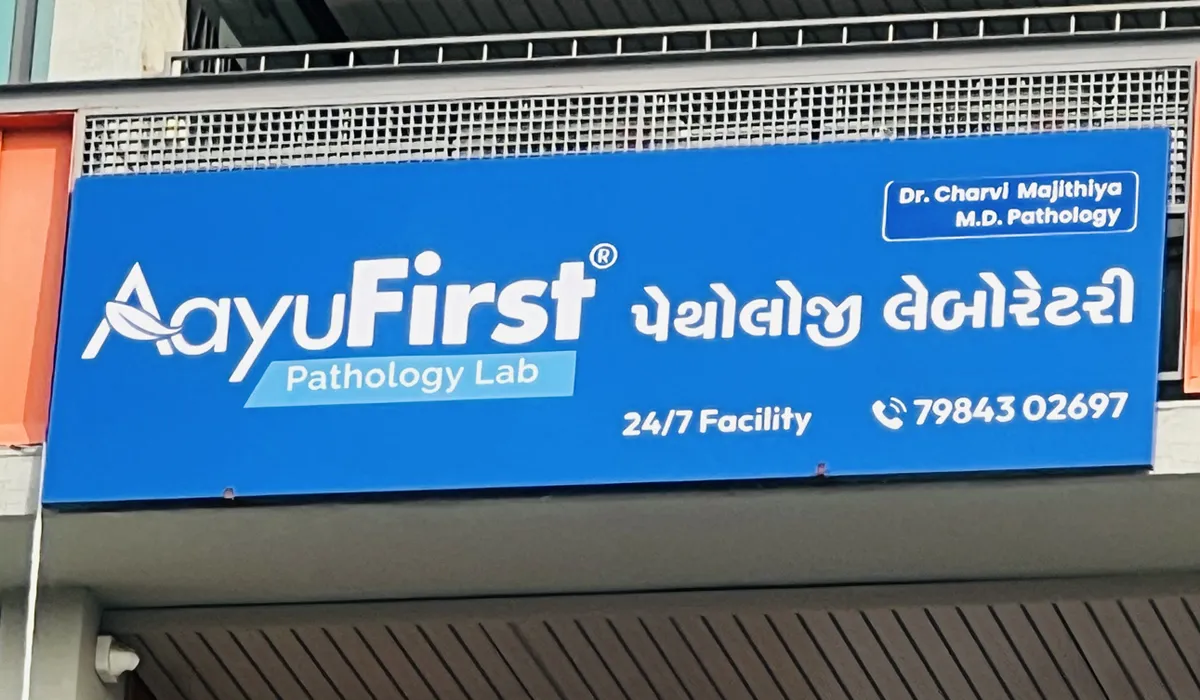 Dr. Charvi Majithiya
M.D. Pathology
AayuFirst®
Pathology Lab
પેથોલોજી લેબોરેટરી
24/7 Facility
79843 02697